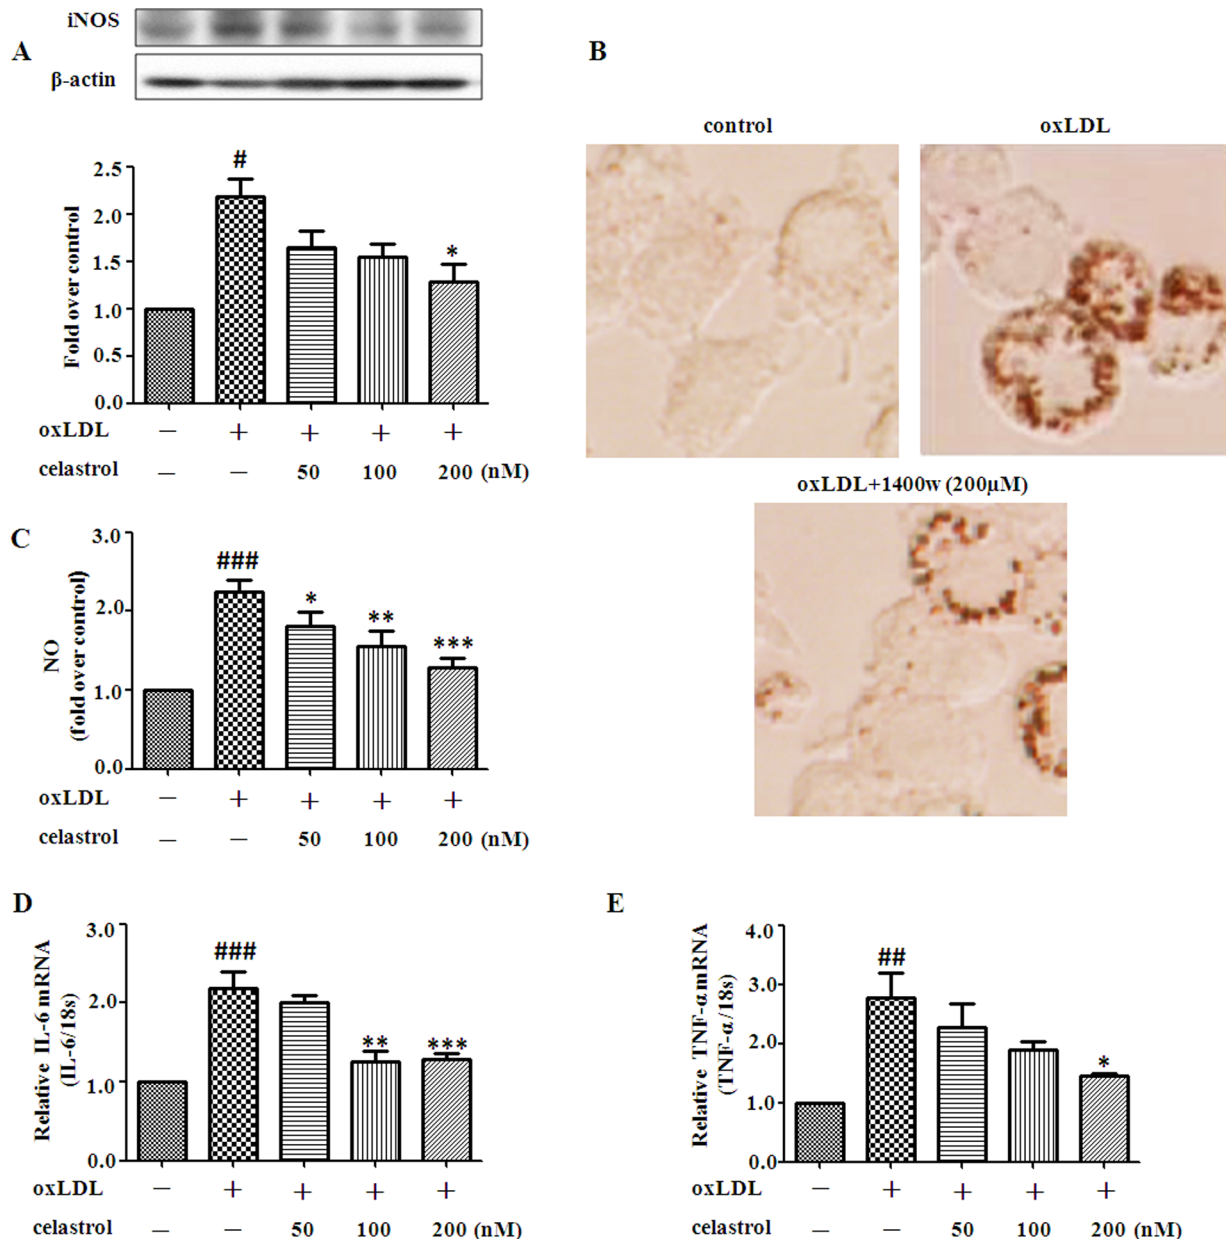 A
iNOS
β-actin
Fold over control
2.5
2.0
1.5
1.0
0.5
0.0
#
*
oxLDL — + + + +
celastrol — — 50 100 200 (nM)
B
control
oxLDL
oxLDL+1400w (200μM)
C
NO
(fold over control)
3.0
2.0
1.0
0.0
###
*
**
***
oxLDL — + + + +
celastrol — — 50 100 200 (nM)
D
Relative IL-6 mRNA
(IL-6/18s)
3.0
2.0
1.0
0.0
###
**
***
oxLDL — + + + +
celastrol — — 50 100 200 (nM)
E
Relative TNF-α mRNA
(TNF-α/18s)
4.0
3.0
2.0
1.0
0.0
##
*
oxLDL — + + + +
celastrol — — 50 100 200 (nM)